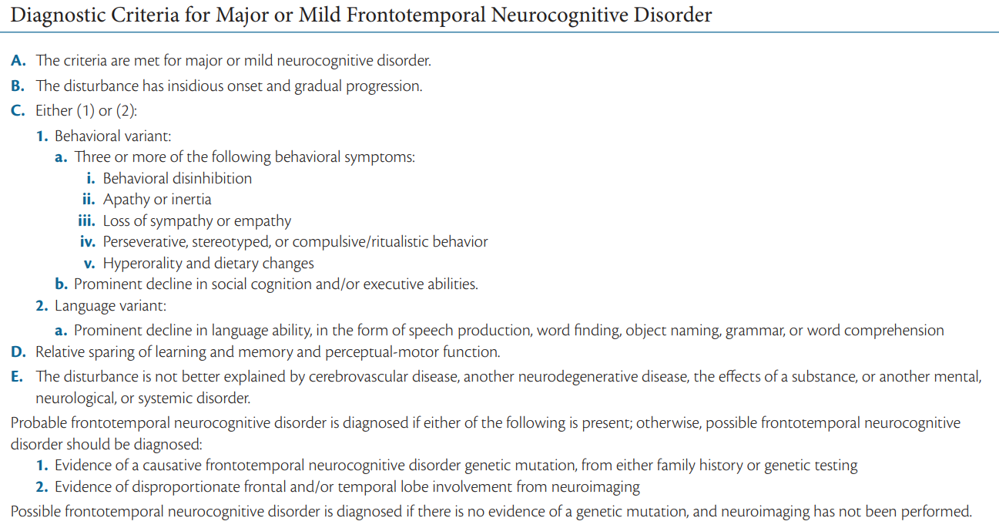 Diagnostic Criteria for Major or Mild Frontotemporal Neurocognitive Disorder
A. The criteria are met for major or mild neurocognitive disorder.
B. The disturbance has insidious onset and gradual progression.
C. Either (1) or (2):
1. Behavioral variant:
a. Three or more of the following behavioral symptoms:
i. Behavioral disinhibition
ii. Apathy or inertia
iii. Loss of sympathy or empathy
iv. Perseverative, stereotyped, or compulsive/ritualistic behavior
v. Hyperorality and dietary changes
b. Prominent decline in social cognition and/or executive abilities.
2. Language variant:
a. Prominent decline in language ability, in the form of speech production, word finding, object naming, grammar, or word comprehension
D. Relative sparing of learning and memory and perceptual-motor function.
E. The disturbance is not better explained by cerebrovascular disease, another neurodegenerative disease, the effects of a substance, or another mental,
neurological, or systemic disorder.
Probable frontotemporal neurocognitive disorder is diagnosed if either of the following is present; otherwise, possible frontotemporal neurocognitive
disorder should be diagnosed:
1. Evidence of a causative frontotemporal neurocognitive disorder genetic mutation, from either family history or genetic testing
2. Evidence of disproportionate frontal and/or temporal lobe involvement from neuroimaging
Possible frontotemporal neurocognitive disorder is diagnosed if there is no evidence of a genetic mutation, and neuroimaging has not been performed.